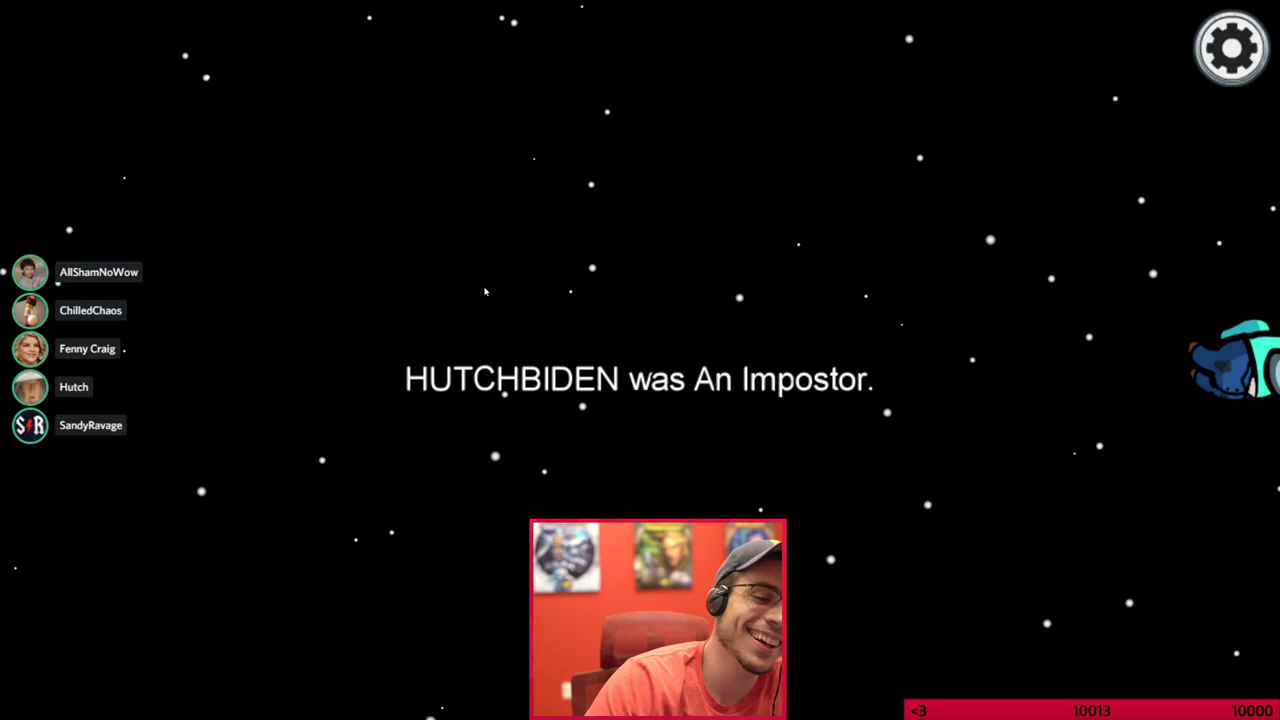 AllShamNoWow
ChilledChaos
Fenny Craig
Hutch
SandyRavage
HUTCHBIDEN was An Impostor.
S R
<3 10013 10000